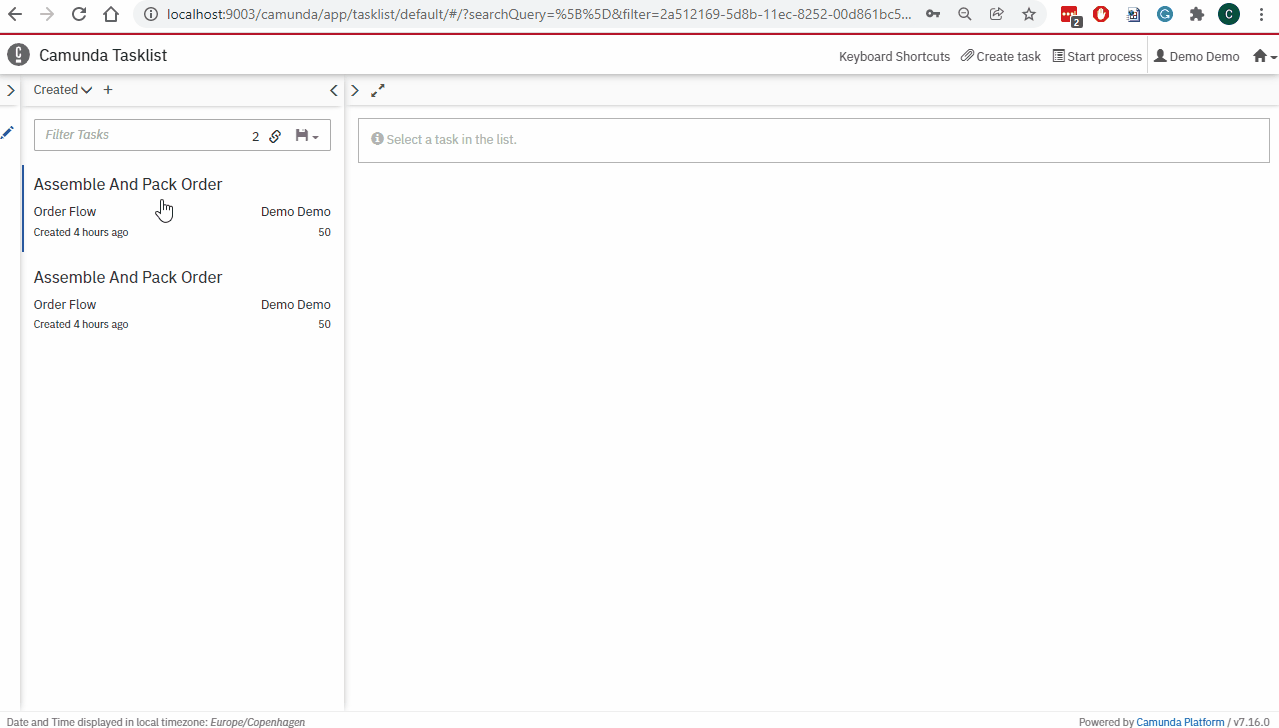 localhost:9003/camunda/app/tasklist/default/#/?searchQuery=%5B%5D&filter=2a512169-5d8b-11ec-8252-00d861bc5...
2
C
Camunda Tasklist
Keyboard Shortcuts
Create task
Start process
Demo Demo
Created
+
Filter Tasks
2
Select a task in the list.
Assemble And Pack Order
Order Flow
Demo Demo
Created 4 hours ago
50
Assemble And Pack Order
Order Flow
Demo Demo
Created 4 hours ago
50
Date and Time displayed in local timezone: Europe/Copenhagen
Powered by Camunda Platform / v7.16.0